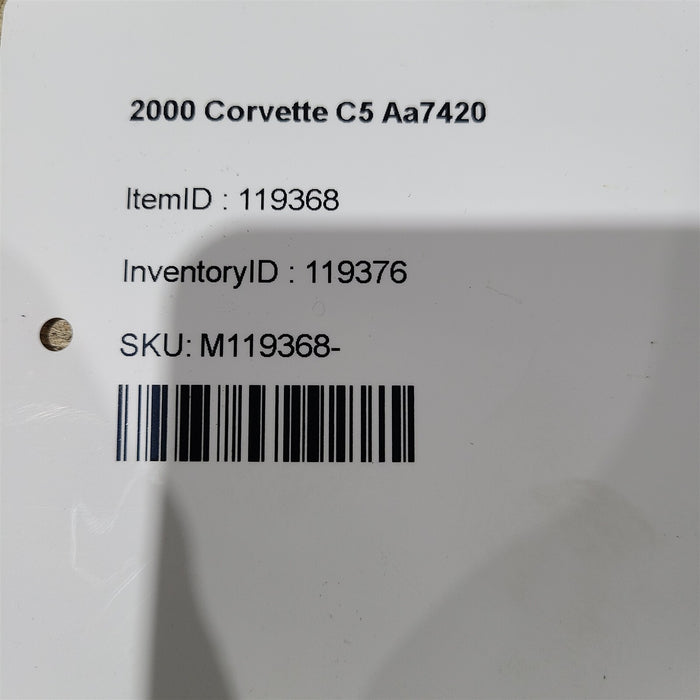 2000 Corvette C5 Aa7420
ItemID : 119368
InventoryID : 119376
SKU: M119368-